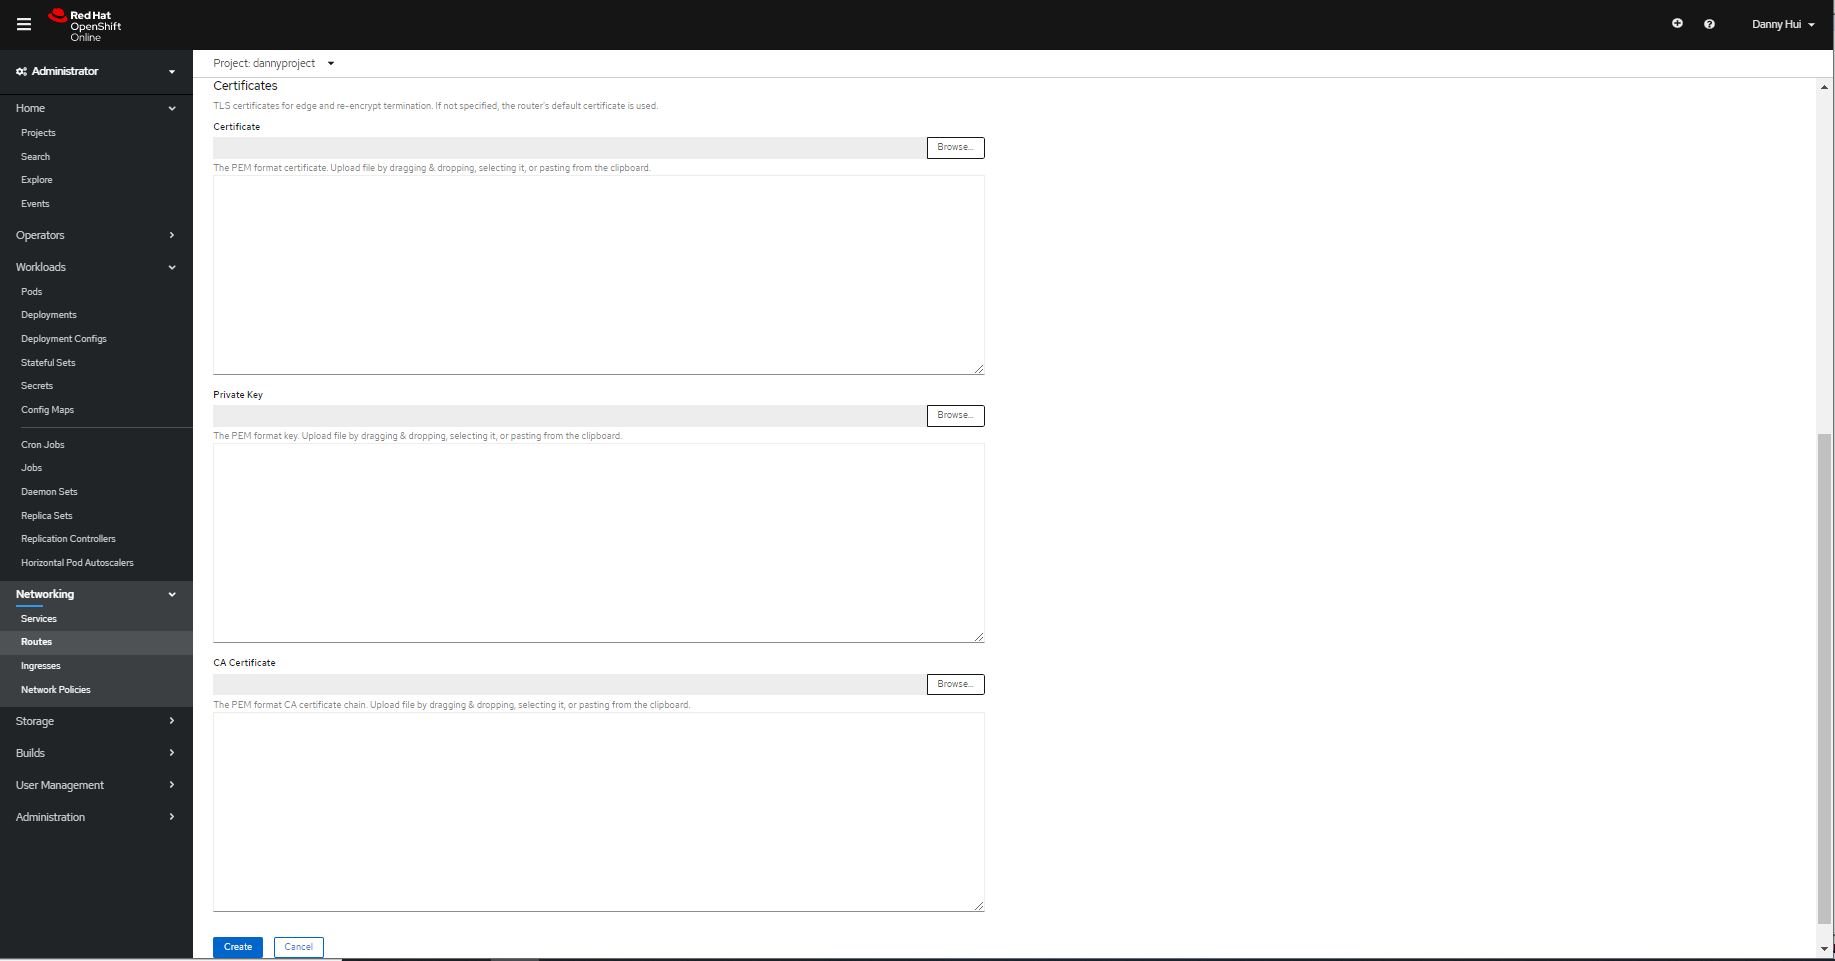 Red Hat
OpenShift
Online
Danny Hui
Administrator
Home
Projects
Search
Explore
Events
Operators
Workloads
Pods
Deployments
Deployment Configs
Stateful Sets
Secrets
Config Maps
Cron Jobs
Jobs
Daemon Sets
Replica Sets
Replication Controllers
Horizontal Pod Autoscalers
Networking
Services
Routes
Ingresses
Network Policies
Storage
Builds
User Management
Administration
Project: dannyproject
Certificates
TLS certificates for edge and re-encrypt termination. If not specified, the router's default certificate is used.
Certificate
Browse...
The PEM format certificate. Upload file by dragging & dropping, selecting it, or pasting from the clipboard.
Private Key
Browse...
The PEM format key. Upload file by dragging & dropping, selecting it, or pasting from the clipboard.
CA Certificate
Browse...
The PEM format CA certificate chain. Upload file by dragging & dropping, selecting it, or pasting from the clipboard.
Create
Cancel